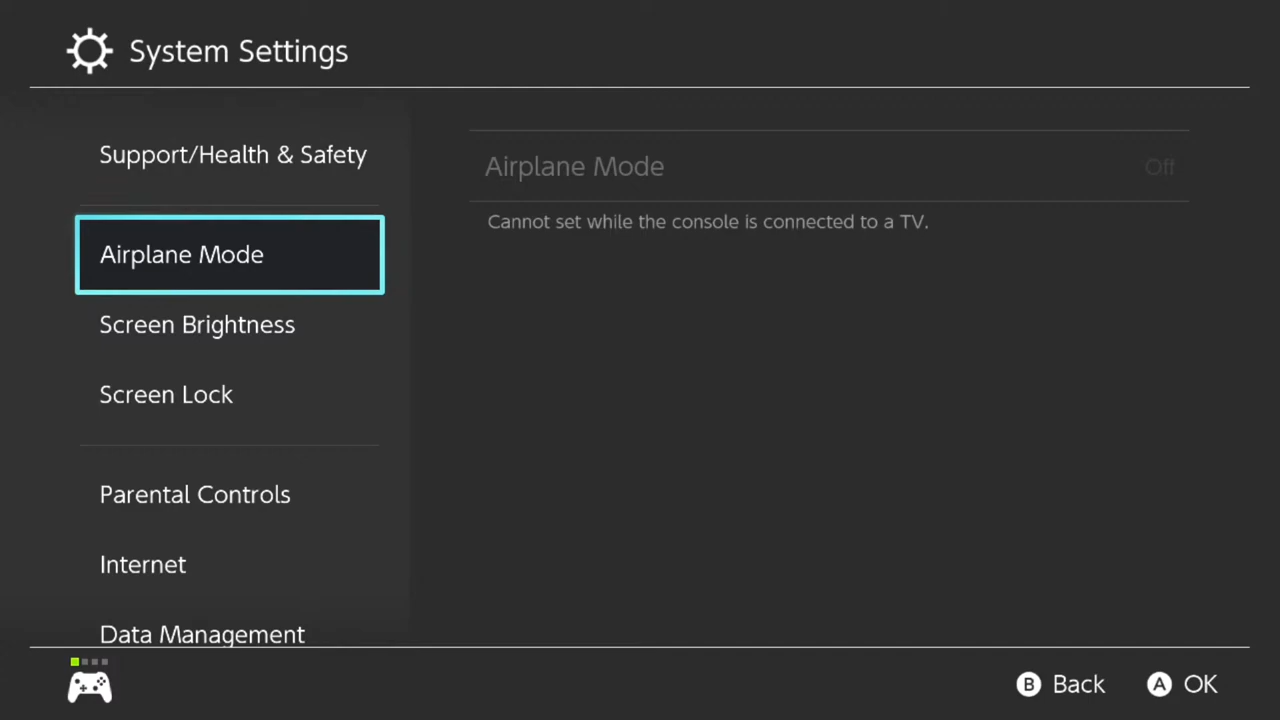 System Settings
Support/Health & Safety
Airplane Mode
Screen Brightness
Screen Lock
Parental Controls
Internet
Data Management
Airplane Mode Off
Cannot set while the console is connected to a TV.
B Back A OK